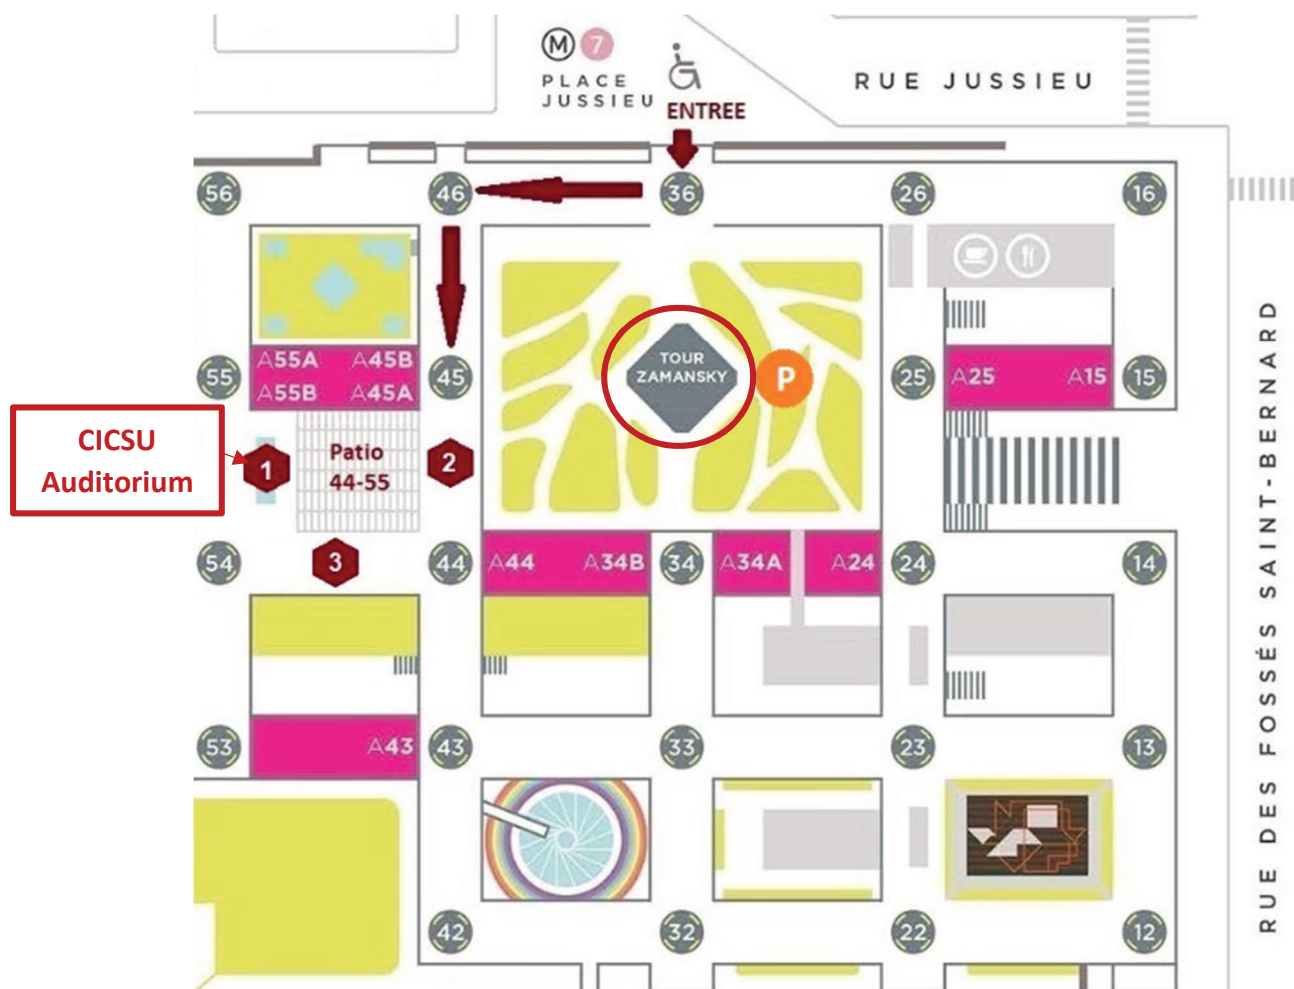 M 7
PLACE
JUSSIEU
ENTREE
RUE JUSSIEU
56 46 36 26 16
A55A A45B
A55B A45A
55 45
TOUR
ZAMANSKY
P
25 A25 A15 15
CICSU
Auditorium
1
Patio
44-55
2
3
54 44 A44 A34B 34 A34A A24 24 14
53 A43 43 33 23 13
42 32 22 12
RUE DES FOSSÉS SAINT-BERNARD